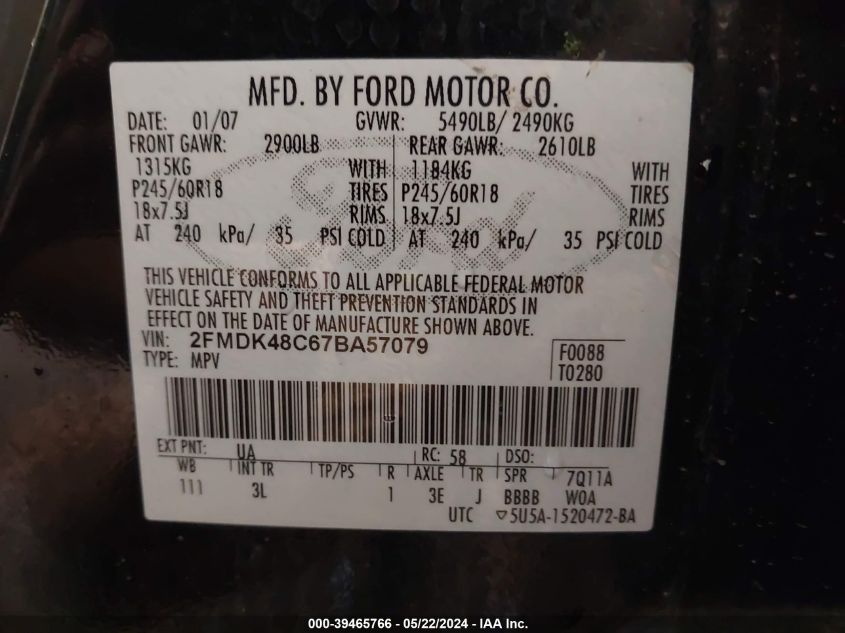 MFD. BY FORD MOTOR CO.
DATE: 01/07 GVWR: 5490LB/ 2490KG
FRONT GAWR: 2900LB REAR GAWR: 2610LB
1315KG WITH 1184KG WITH
P245/60R18 TIRES P245/60R18 TIRES
18x7.5J RIMS 18x7.5J RIMS
AT 240 kPa/ 35 PSI COLD AT 240 kPa/ 35 PSI COLD
Ford
THIS VEHICLE CONFORMS TO ALL APPLICABLE FEDERAL MOTOR
VEHICLE SAFETY AND THEFT PREVENTION STANDARDS IN
EFFECT ON THE DATE OF MANUFACTURE SHOWN ABOVE.
VIN: 2FMDK48C67BA57079
TYPE: MPV
F0088
T0280
EXT PNT: UA RC: 58 DSO:
WB INT TR TP/PS R AXLE TR SPR 7Q11A
111 3L 1 3E J BBBB WOA
UTC ▽5U5A-1520472-BA
000-39465766 - 05/22/2024 - IAA Inc.